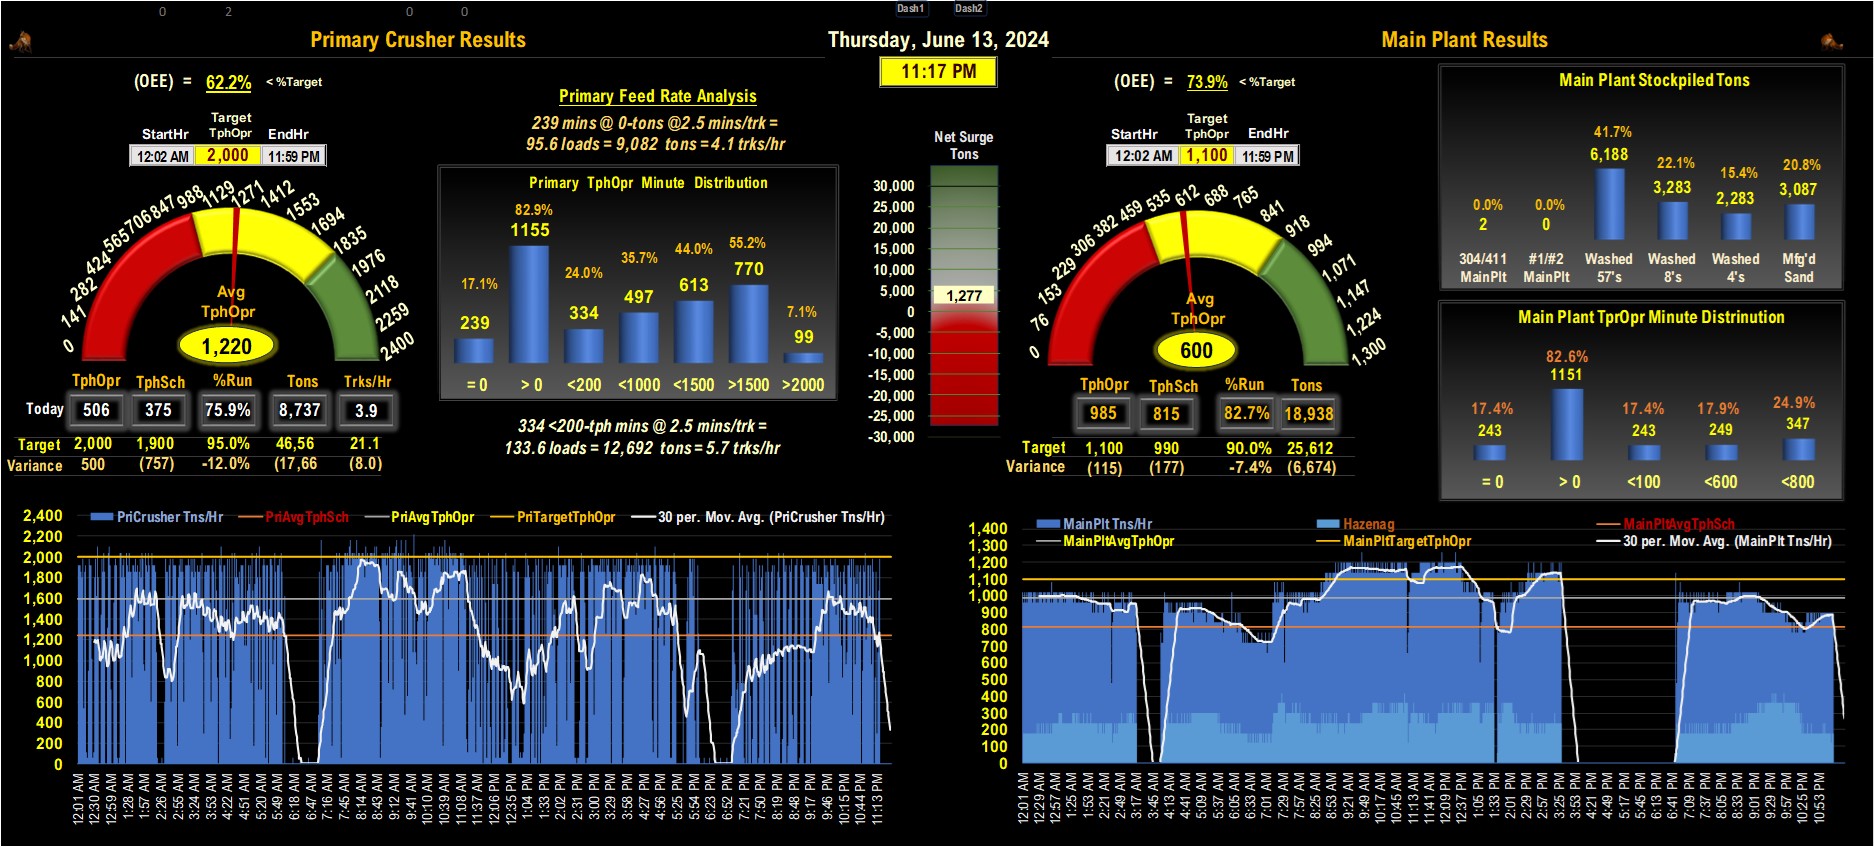 0 2 0 0 Dash1 Dash2
Primary Crusher Results
Thursday, June 13, 2024
Main Plant Results
11:17 PM
(OEE) = 62.2% < %Target
Target
StartHr TphOpr EndHr
12:02 AM 2,000 11:59 PM
0 141 282 424 565 706 847 988 1129 1271 1412 1553 1694 1835 1976 2118 2259 2400
Avg
TphOpr
1,220
TphOpr TphSch %Run Tons Trks/Hr
Today 506 375 75.9% 8,737 3.9
Target 2,000 1,900 95.0% 46,56 21.1
Variance 500 (757) -12.0% (17,66 (8.0)
Primary Feed Rate Analysis
239 mins @ 0-tons @2.5 mins/trk =
95.6 loads = 9,082 tons = 4.1 trks/hr
Primary TphOpr Minute Distribution
17.1% 82.9% 24.0% 35.7% 44.0% 55.2% 7.1%
239 1155 334 497 613 770 99
= 0 > 0 <200 <1000 <1500 >1500 >2000
334 <200-tph mins @ 2.5 mins/trk =
133.6 loads = 12,692 tons = 5.7 trks/hr
Net Surge
Tons
30,000
25,000
20,000
15,000
10,000
5,000
1,277
0
-5,000
-10,000
-15,000
-20,000
-25,000
-30,000
(OEE) = 73.9% < %Target
Target
StartHr TphOpr EndHr
12:02 AM 1,100 11:59 PM
0 76 153 229 306 382 459 535 612 688 765 841 918 994 1,071 1,147 1,224 1,300
Avg
TphOpr
600
TphOpr TphSch %Run Tons
985 815 82.7% 18,938
Target 1,100 990 90.0% 25,612
Variance (115) (177) -7.4% (6,674)
Main Plant Stockpiled Tons
0.0% 0.0% 41.7% 22.1% 15.4% 20.8%
2 0 6,188 3,283 2,283 3,087
304/411 #1/#2 Washed Washed Washed Mfg'd
MainPlt MainPlt 57's 8's 4's Sand
Main Plant TprOpr Minute Distrinution
17.4% 82.6% 17.4% 17.9% 24.9%
243 1151 243 249 347
= 0 > 0 <100 <600 <800
PriCrusher Tns/Hr PriAvgTphSch PriAvgTphOpr PriTargetTphOpr 30 per. Mov. Avg. (PriCrusher Tns/Hr)
2,400
2,200
2,000
1,800
1,600
1,400
1,200
1,000
800
600
400
200
0
12:01 AM 12:30 AM 12:59 AM 1:28 AM 1:57 AM 2:26 AM 2:55 AM 3:24 AM 3:53 AM 4:22 AM 4:51 AM 5:20 AM 5:49 AM 6:18 AM 6:47 AM 7:16 AM 7:45 AM 8:14 AM 8:43 AM 9:12 AM 9:41 AM 10:10 AM 10:39 AM 11:08 AM 11:37 AM 12:06 PM 12:35 PM 1:04 PM 1:33 PM 2:02 PM 2:31 PM 3:00 PM 3:29 PM 3:58 PM 4:27 PM 4:56 PM 5:25 PM 5:54 PM 6:23 PM 6:52 PM 7:21 PM 7:50 PM 8:19 PM 8:48 PM 9:17 PM 9:46 PM 10:15 PM 10:44 PM 11:13 PM
MainPlt Tns/Hr Hazenag MainPltAvgTphSch
MainPltAvgTphOpr MainPltTargetTphOpr 30 per. Mov. Avg. (MainPlt Tns/Hr)
1,400
1,300
1,200
1,100
1,000
900
800
700
600
500
400
300
200
100
0
12:01 AM 12:29 AM 12:57 AM 1:25 AM 1:53 AM 2:21 AM 2:49 AM 3:17 AM 3:45 AM 4:13 AM 4:41 AM 5:09 AM 5:37 AM 6:05 AM 6:33 AM 7:01 AM 7:29 AM 7:57 AM 8:25 AM 8:53 AM 9:21 AM 9:49 AM 10:17 AM 10:45 AM 11:13 AM 11:41 AM 12:09 PM 12:37 PM 1:05 PM 1:33 PM 2:01 PM 2:29 PM 2:57 PM 3:25 PM 3:53 PM 4:21 PM 4:49 PM 5:17 PM 5:45 PM 6:13 PM 6:41 PM 7:09 PM 7:37 PM 8:05 PM 8:33 PM 9:01 PM 9:29 PM 9:57 PM 10:25 PM 10:53 PM